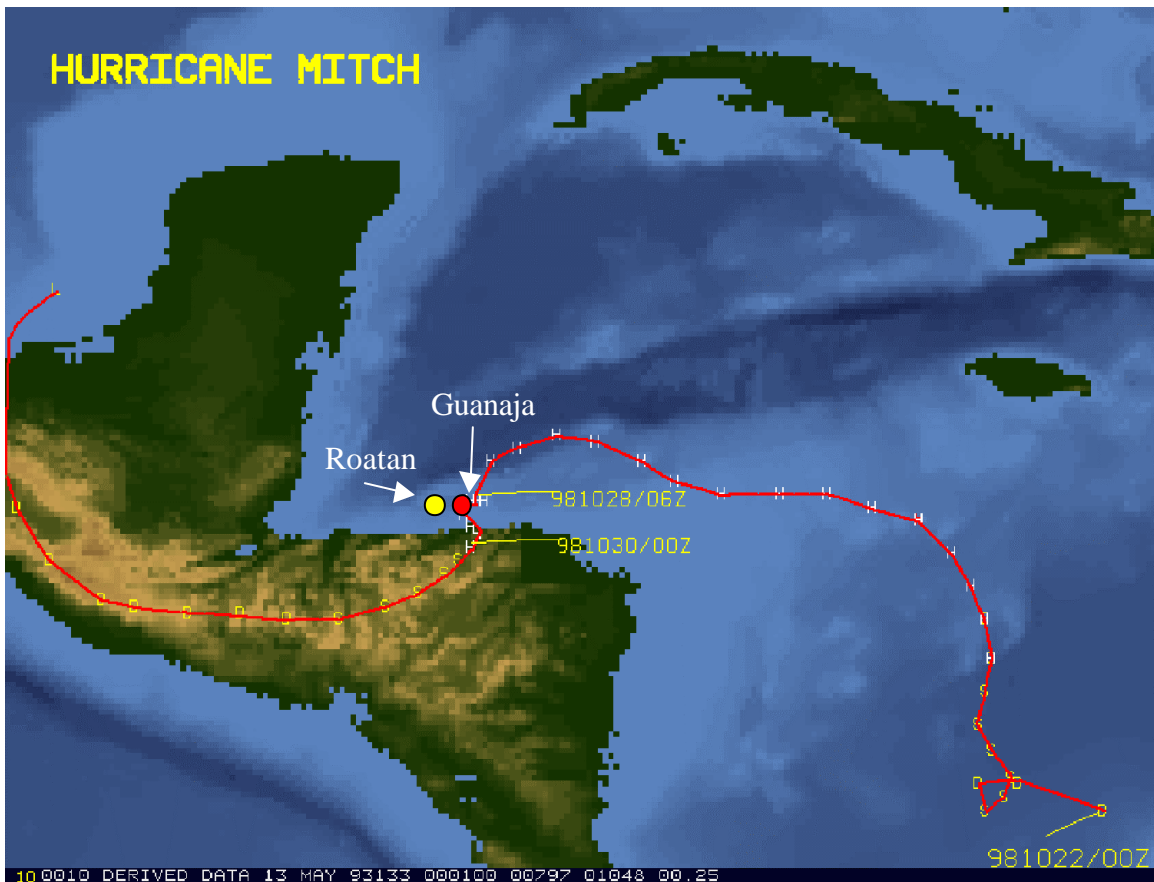 HURRICANE MITCH
L
Guanaja
H
H
H
H
H
Roatan
H
H
H
H
H
H
H
981028/06Z
H
H
D
H
981030/00Z
H
H
D
S
S
H
D
S
S
D
D
D
D
D
S
H
S
S
S
D
S
D
S
S
D
981022/00Z
10 0010 DERIVED DATA 13 MAY 93133 000100 00797 01048 00.25